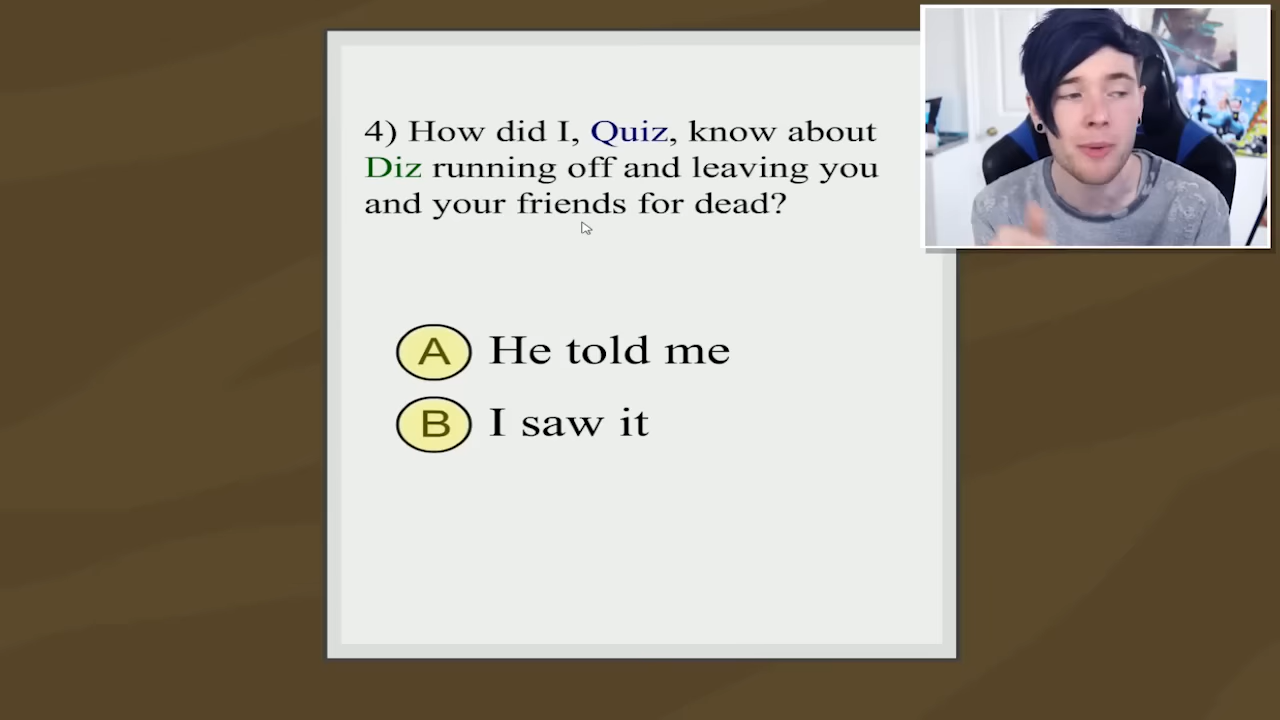 4) How did I, Quiz, know about
Diz running off and leaving you
and your friends for dead?
A He told me
B I saw it